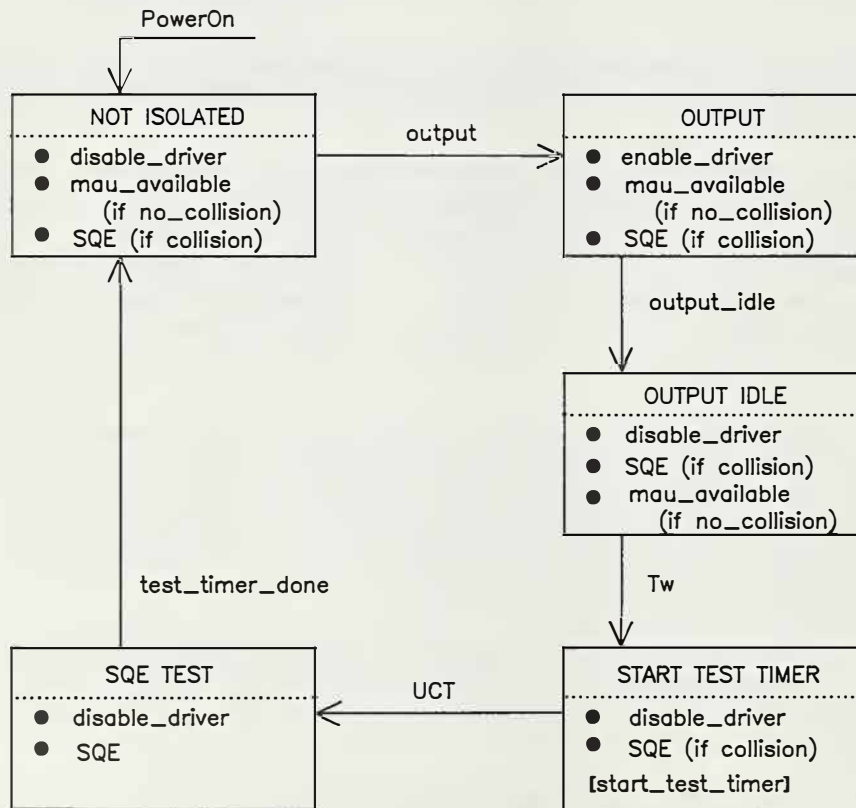 PowerOn
NOT ISOLATED
● disable_driver
● mau_available
(if no_collision)
● SQE (if collision)
output
OUTPUT
● enable_driver
● mau_available
(if no_collision)
● SQE (if collision)
output_idle
OUTPUT IDLE
● disable_driver
● SQE (if collision)
● mau_available
(if no_collision)
Tw
START TEST TIMER
● disable_driver
● SQE (if collision)
[start_test_timer]
UCT
SQE TEST
● disable_driver
● SQE
test_timer_done